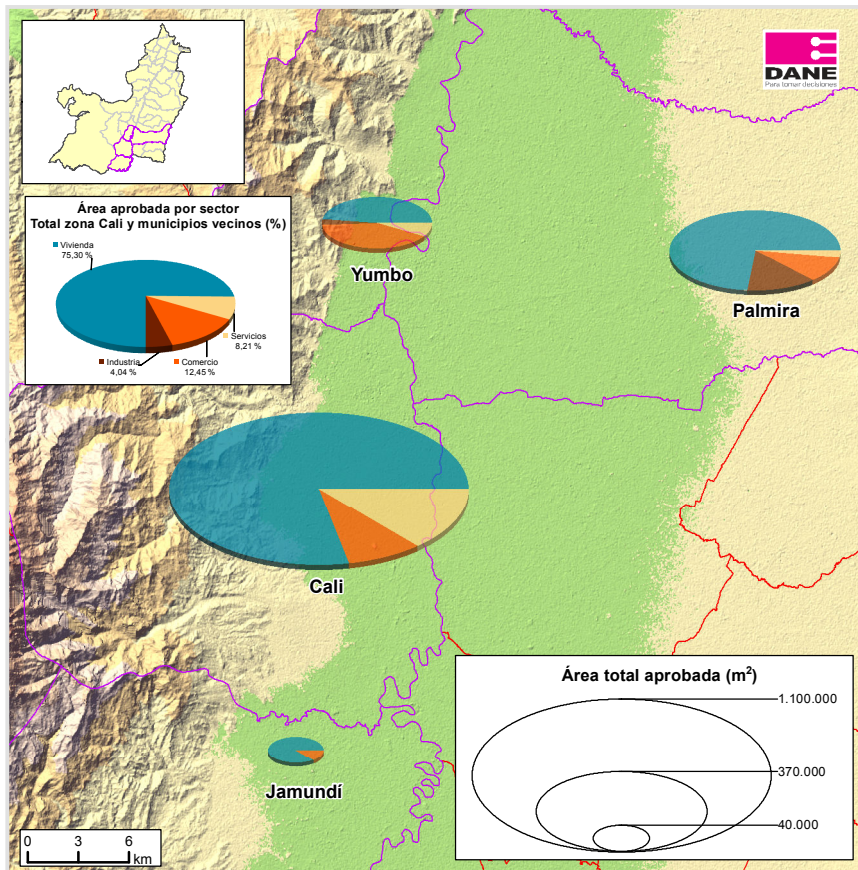 DANE
Para tomar decisiones
Área aprobada por sector
Total zona Cali y municipios vecinos (%)
Vivienda
75,30 %
Servicios
8,21 %
Industria
4,04 %
Comercio
12,45 %
Yumbo
Palmira
Cali
Jamundí
Área total aprobada (m²)
1.100.000
370.000
40.000
0 3 6
km